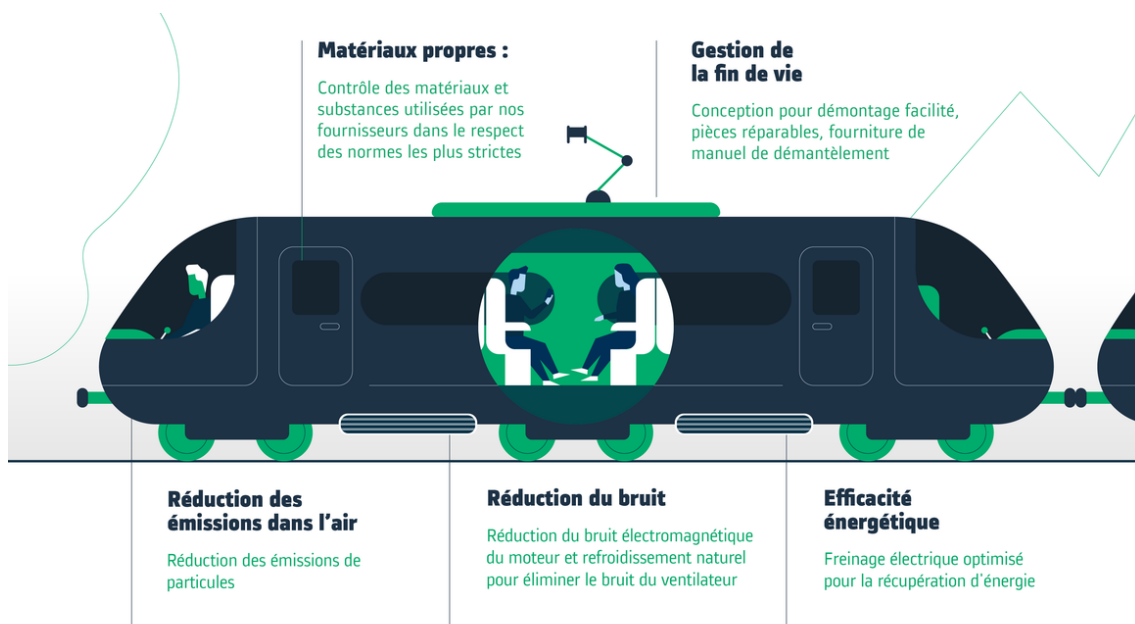 Matériaux propres :
Contrôle des matériaux et
substances utilisées par nos
fournisseurs dans le respect
des normes les plus strictes
Gestion de
la fin de vie
Conception pour démontage facilité,
pièces réparables, fourniture de
manuel de démantèlement
Réduction des
émissions dans l'air
Réduction des émissions de
particules
Réduction du bruit
Réduction du bruit électromagnétique
du moteur et refroidissement naturel
pour éliminer le bruit du ventilateur
Efficacité
énergétique
Freinage électrique optimisé
pour la récupération d'énergie